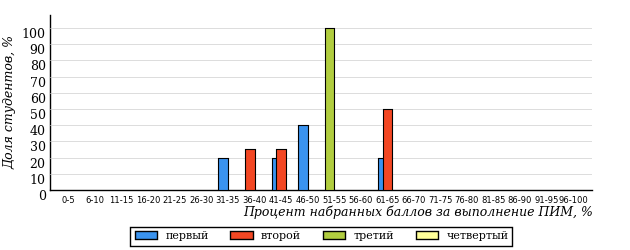 Доля студентов, %
100
90
80
70
60
50
40
30
20
10
0
0-5 6-10 11-15 16-20 21-25 26-30 31-35 36-40 41-45 46-50 51-55 56-60 61-65 66-70 71-75 76-80 81-85 86-90 91-95 96-100
Процент набранных баллов за выполнение ПИМ, %
первый второй третий четвертый